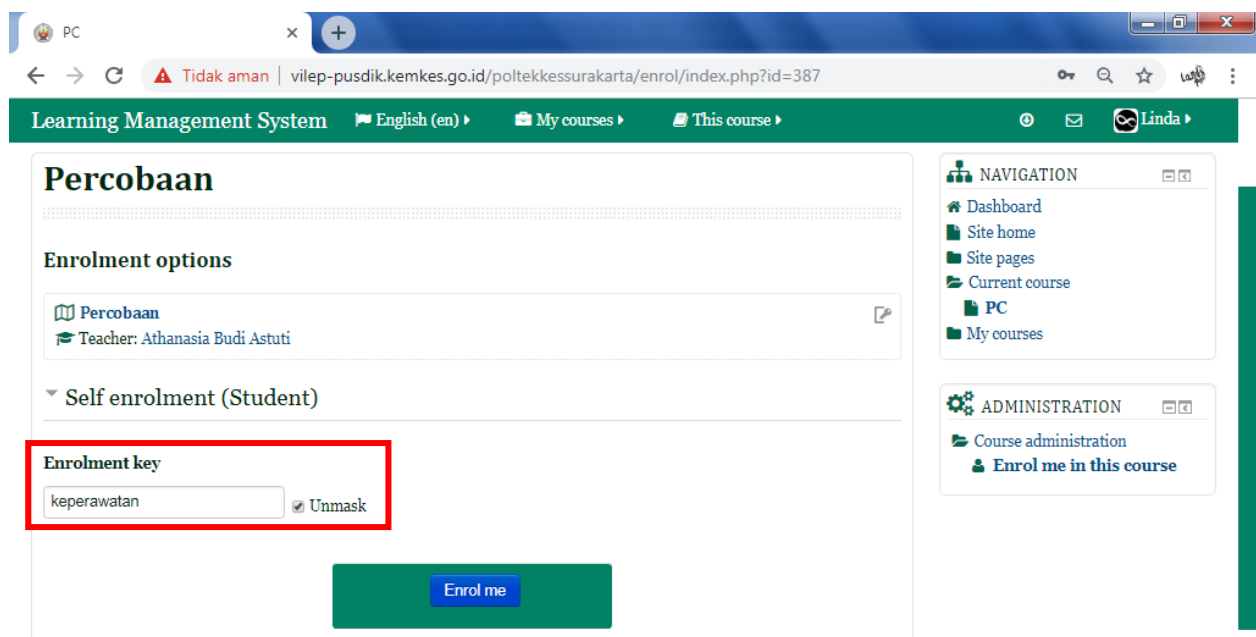 PC
Tidak aman
vilep-pusdik.kemkes.go.id/poltekkessurakarta/enrol/index.php?id=387
Learning Management System English (en) My courses This course Linda
Percobaan
Enrolment options
Percobaan
Teacher: Athanasia Budi Astuti
Self enrolment (Student)
Enrolment key
keperawatan Unmask
Enrol me
NAVIGATION
Dashboard
Site home
Site pages
Current course
PC
My courses
ADMINISTRATION
Course administration
Enrol me in this course